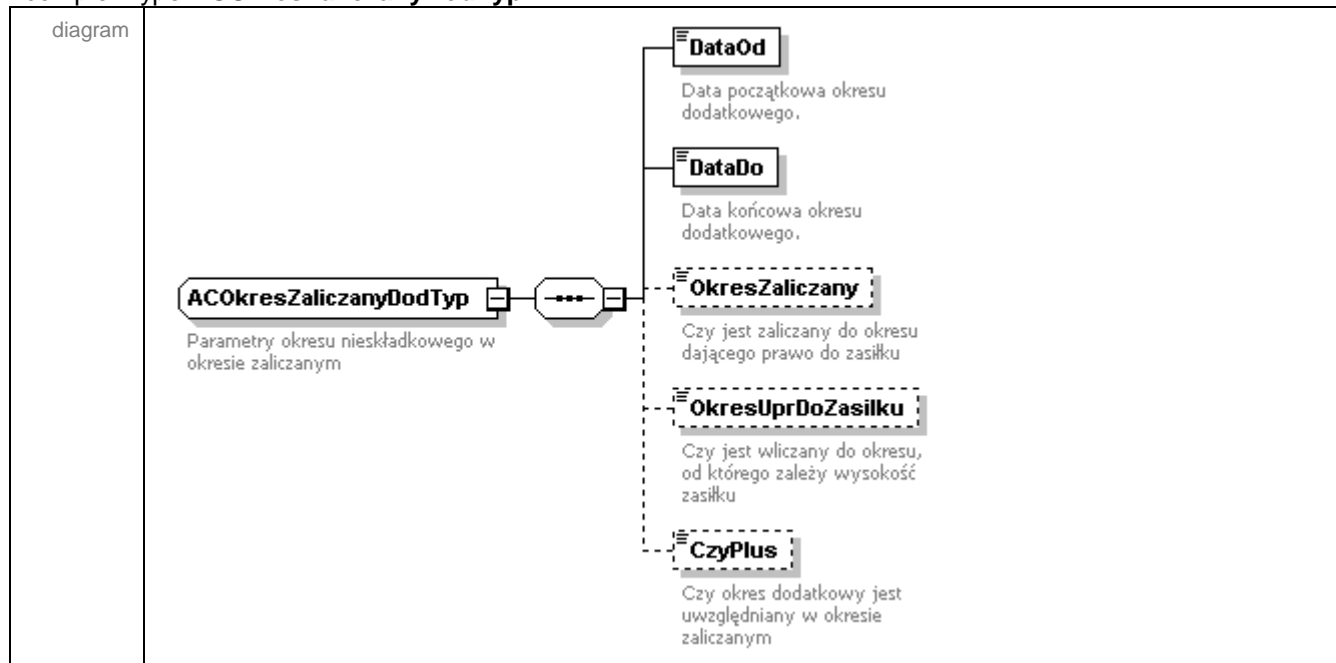 diagram
DataOd
Data początkowa okresu
dodatkowego.
DataDo
Data końcowa okresu
dodatkowego.
ACOkresZaliczanyDodTyp
Parametry okresu nieskładkowego w
okresie zaliczanym
OkresZaliczany
Czy jest zaliczany do okresu
dającego prawo do zasiłku
OkresUprDoZasilku
Czy jest wliczany do okresu,
od którego zależy wysokość
zasiłku
CzyPlus
Czy okres dodatkowy jest
uwzględniany w okresie
zaliczanym